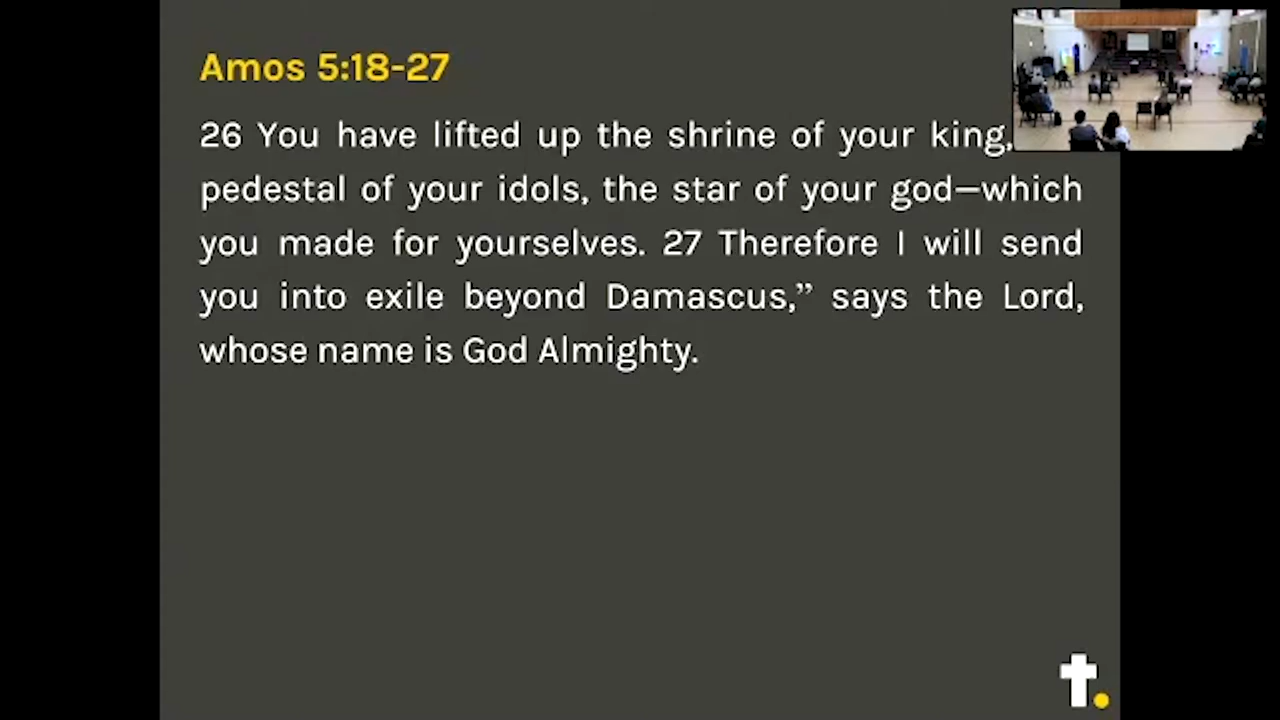 Amos 5:18-27
26 You have lifted up the shrine of your king,
pedestal of your idols, the star of your god—which
you made for yourselves. 27 Therefore I will send
you into exile beyond Damascus,” says the Lord,
whose name is God Almighty.